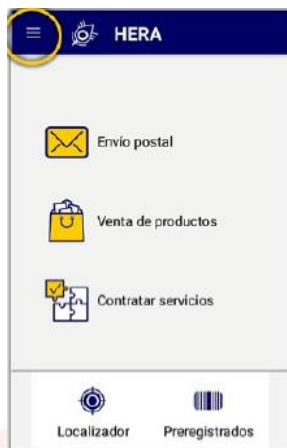 HERA
Envío postal
Venta de productos
Contratar servicios
Localizador Preregistrados